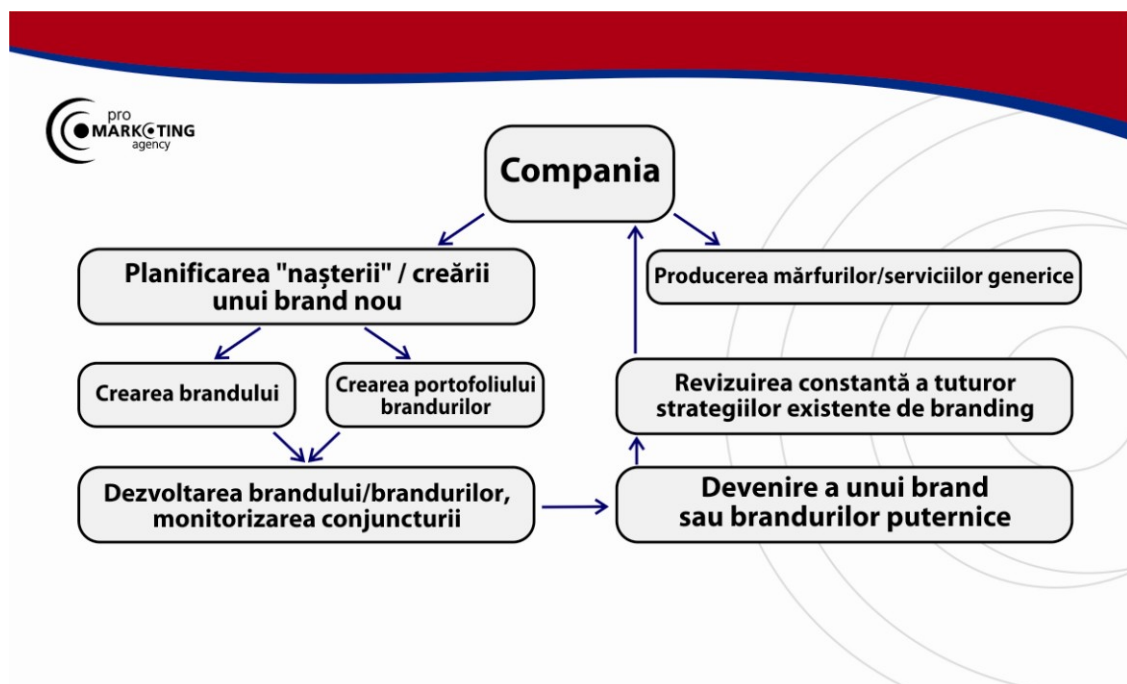 pro
MARKETING
agency
Compania
Planificarea "nașterii" / creării
unui brand nou
Producerea mărfurilor/serviciilor generice
Crearea brandului
Crearea portofoliului
brandurilor
Revizuirea constantă a tuturor
strategiilor existente de branding
Dezvoltarea brandului/brandurilor,
monitorizarea conjuncturii
Devenire a unui brand
sau brandurilor puternice